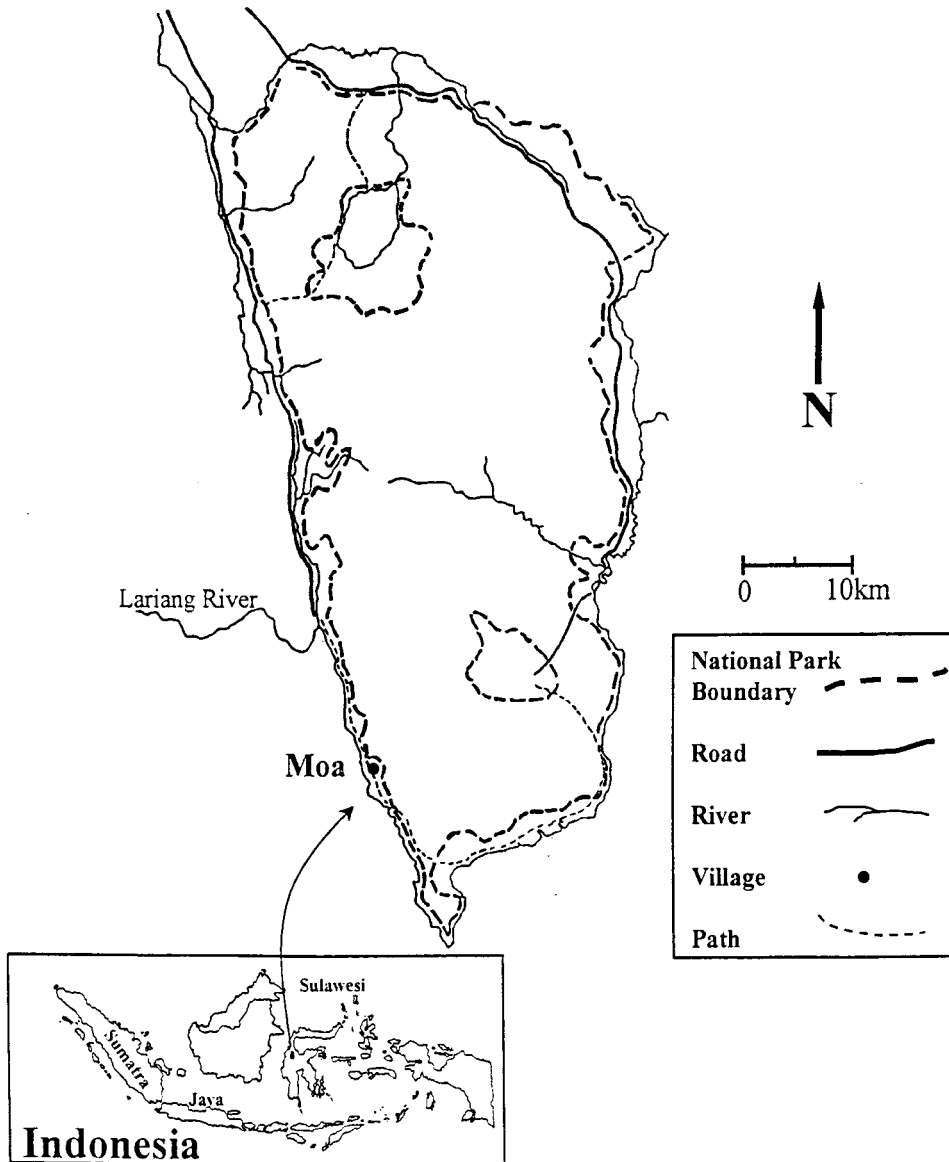 N
0 10km
Lariang River
National Park
Boundary
Road
Moa
River
Village
Path
Sulawesi
Sumatra
Jaya
Indonesia